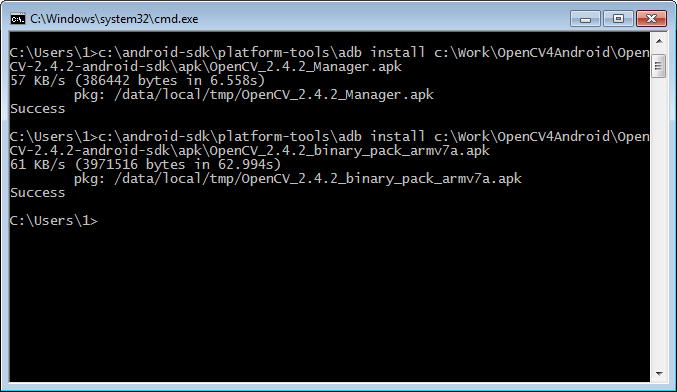 C:\Windows\system32\cmd.exe
C:\Users\1>c:\android-sdk\platform-tools\adb install c:\Work\OpenCV4Android\Open
CV-2.4.2-android-sdk\apk\OpenCV_2.4.2_Manager.apk
57 KB/s (386442 bytes in 6.558s)
        pkg: /data/local/tmp/OpenCV_2.4.2_Manager.apk
Success
C:\Users\1>c:\android-sdk\platform-tools\adb install c:\Work\OpenCV4Android\Open
CV-2.4.2-android-sdk\apk\OpenCV_2.4.2_binary_pack_armv7a.apk
61 KB/s (3971516 bytes in 62.994s)
        pkg: /data/local/tmp/OpenCV_2.4.2_binary_pack_armv7a.apk
Success
C:\Users\1>